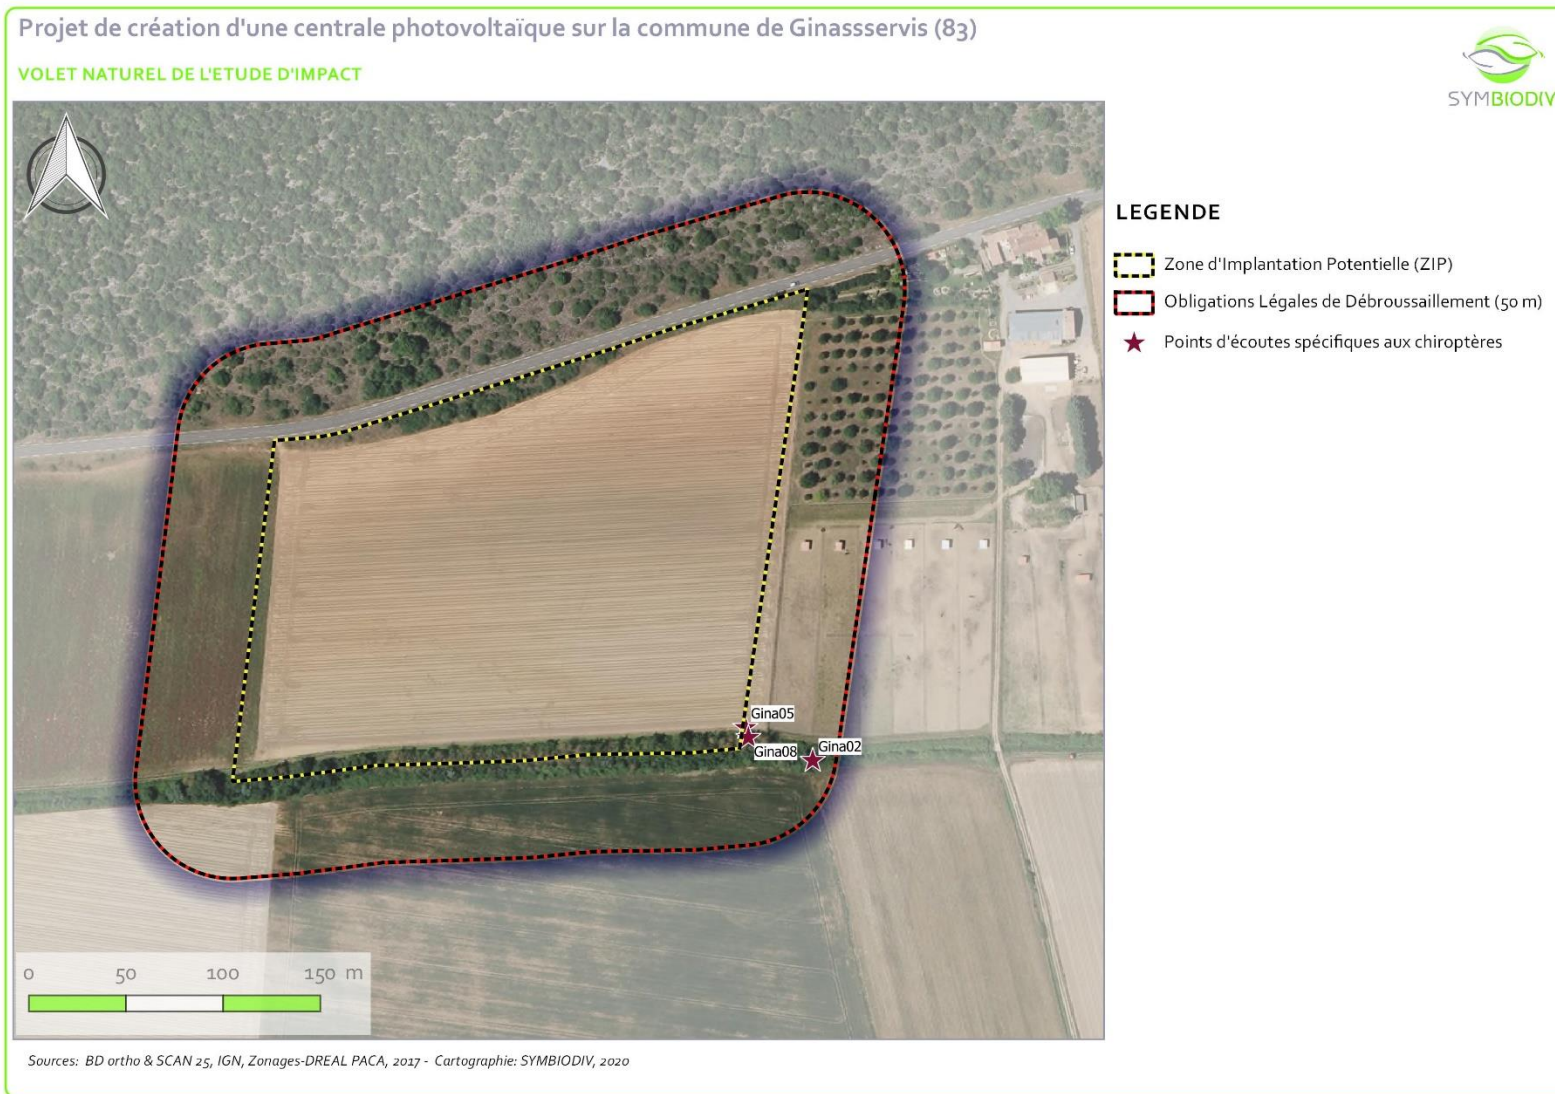 Projet de création d'une centrale photovoltaïque sur la commune de Ginassservis (83)
VOLET NATUREL DE L'ETUDE D'IMPACT
SYMBIODIV
LEGENDE
Zone d'Implantation Potentielle (ZIP)
Obligations Légales de Débroussaillement (50 m)
Points d'écoutes spécifiques aux chiroptères
Gina05
Gina08
Gina02
0 50 100 150 m
Sources: BD ortho & SCAN 25, IGN, Zonages-DREAL PACA, 2017 - Cartographie: SYMBIODIV, 2020